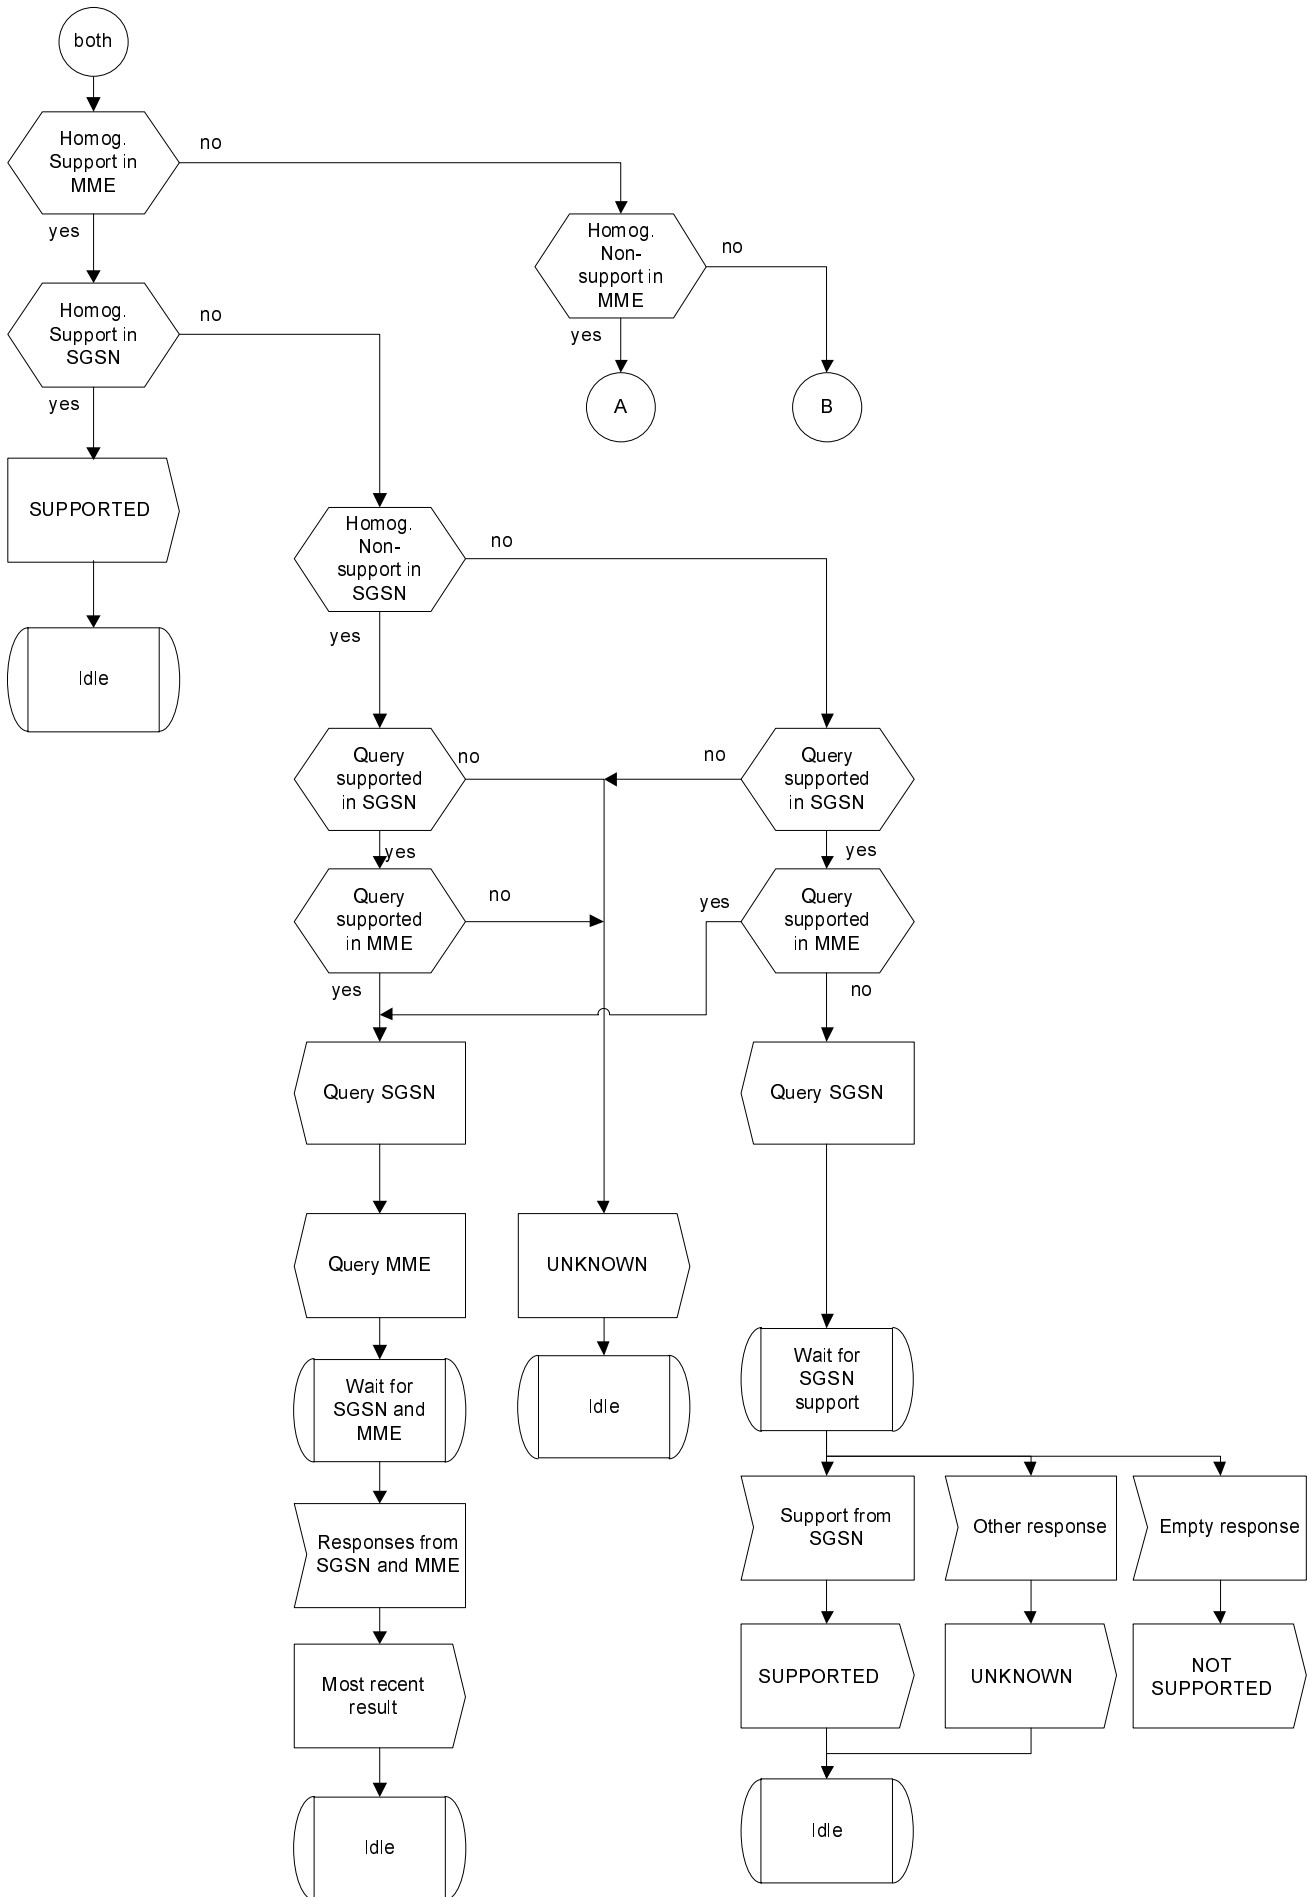 both
Homog.
Support in
MME
no
yes
Homog.
Non-
support in
MME
no
yes
A
B
Homog.
Support in
SGSN
no
yes
SUPPORTED
Idle
Homog.
Non-
support in
SGSN
no
yes
Query
supported
in SGSN
no
yes
no
Query
supported
in SGSN
yes
Query
supported
in MME
no
yes
yes
Query
supported
in MME
no
Query SGSN
Query SGSN
Query MME
UNKNOWN
Wait for
SGSN and
MME
Idle
Wait for
SGSN
support
Responses from
SGSN and MME
Support from
SGSN
Other response
Empty response
Most recent
result
SUPPORTED
UNKNOWN
NOT
SUPPORTED
Idle
Idle